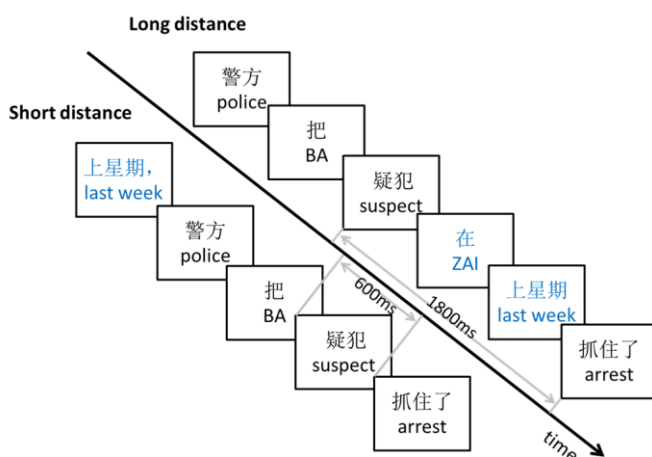 Long distance
警方
police
把
BA
疑犯
suspect
在
ZAI
上星期
last week
抓住了
arrest
Short distance
上星期，
last week
警方
police
把
BA
疑犯
suspect
抓住了
arrest
600ms
1800ms
time